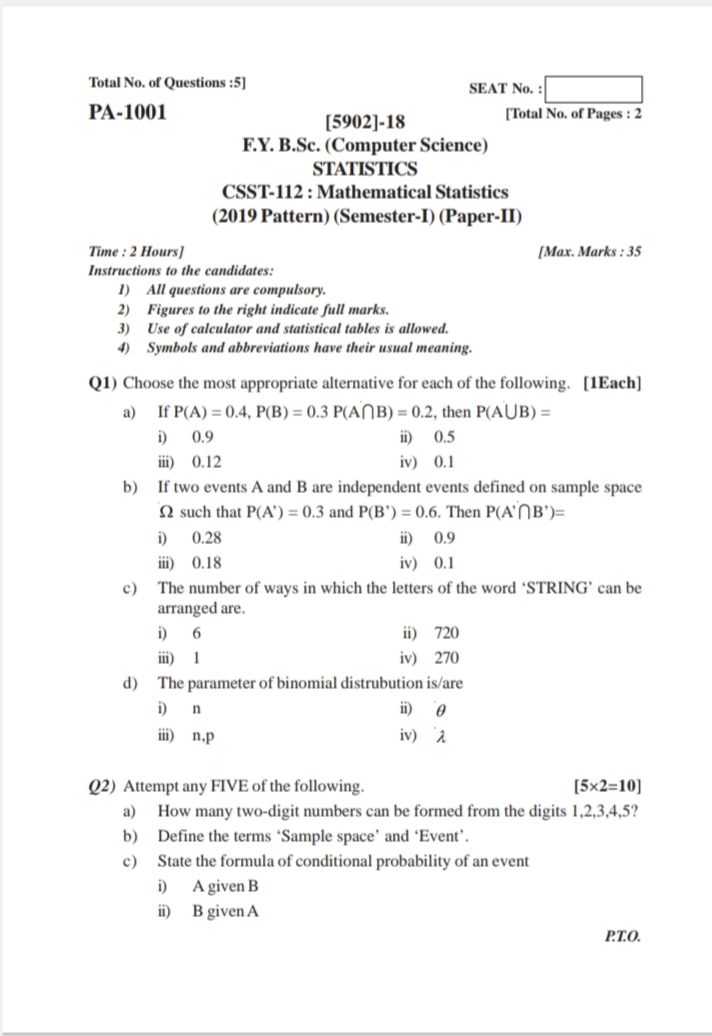 Total No. of Questions :5]
SEAT No. :
PA-1001
[Total No. of Pages : 2
[5902]-18
F.Y. B.Sc. (Computer Science)
STATISTICS
CSST-112 : Mathematical Statistics
(2019 Pattern) (Semester-I) (Paper-II)
Time : 2 Hours]
[Max. Marks : 35
Instructions to the candidates:
1) All questions are compulsory.
2) Figures to the right indicate full marks.
3) Use of calculator and statistical tables is allowed.
4) Symbols and abbreviations have their usual meaning.
Q1) Choose the most appropriate alternative for each of the following. [1Each]
a) If P(A) = 0.4, P(B) = 0.3 P(A⋂B) = 0.2, then P(A⋃B) =
i) 0.9 ii) 0.5
iii) 0.12 iv) 0.1
b) If two events A and B are independent events defined on sample space
Ω such that P(A') = 0.3 and P(B') = 0.6. Then P(A'⋂B')=
i) 0.28 ii) 0.9
iii) 0.18 iv) 0.1
c) The number of ways in which the letters of the word 'STRING' can be
arranged are.
i) 6 ii) 720
iii) 1 iv) 270
d) The parameter of binomial distrubution is/are
i) n ii) θ
iii) n,p iv) λ
Q2) Attempt any FIVE of the following. [5×2=10]
a) How many two-digit numbers can be formed from the digits 1,2,3,4,5?
b) Define the terms 'Sample space' and 'Event'.
c) State the formula of conditional probability of an event
i) A given B
ii) B given A
P.T.O.